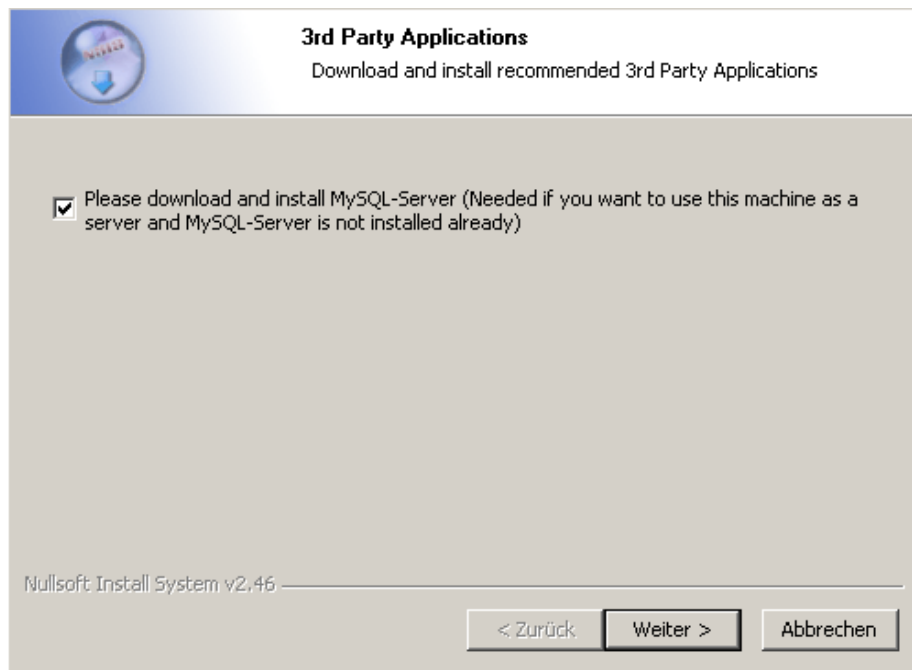 3rd Party Applications
Download and install recommended 3rd Party Applications
Please download and install MySQL-Server (Needed if you want to use this machine as a
server and MySQL-Server is not installed already)
Nullsoft Install System v2.46
< Zurück
Weiter >
Abbrechen